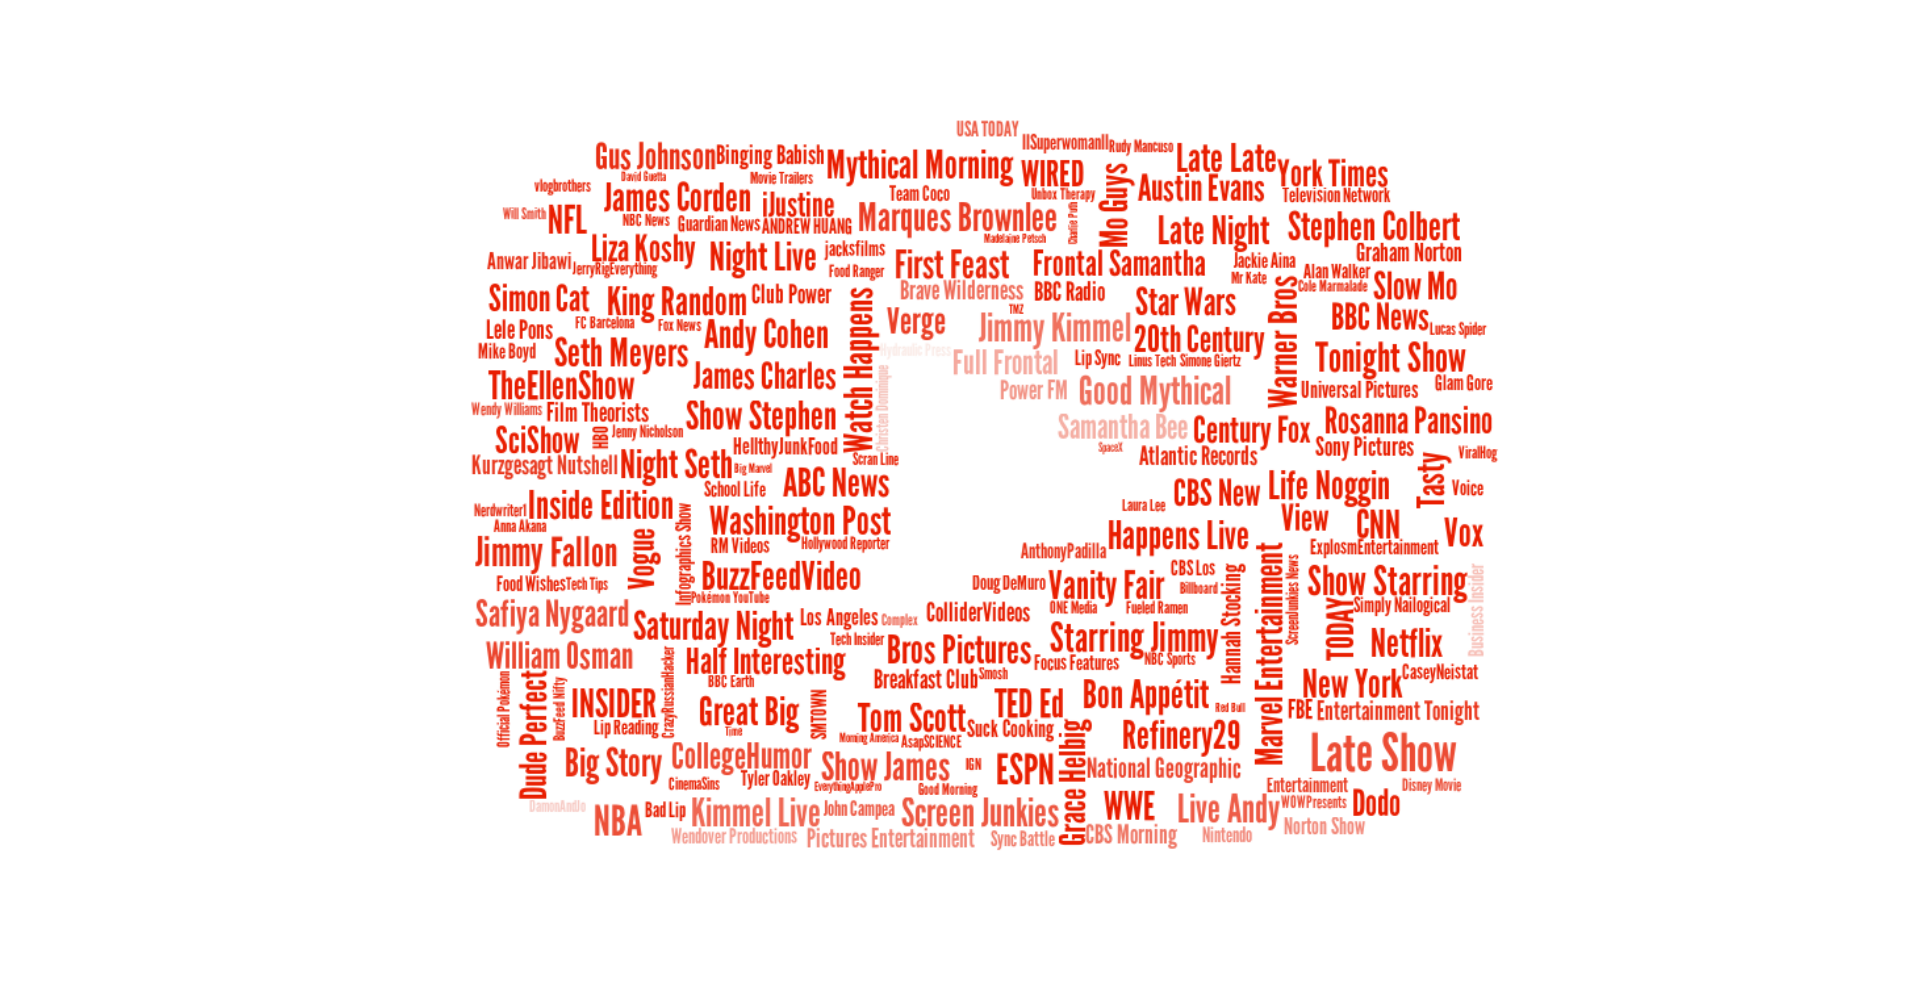 USA TODAY
IISuperwomanII
Rudy Mancuso
Gus Johnson
Binging Babish
Mythical Morning
WIRED
Late Late
York Times
David Guetta
Movie Trailers
Mo Guys
Austin Evans
Television Network
vlogbrothers
James Corden
iJustine
Team Coco
Unbox Therapy
Will Smith
NFL
NBC News
Guardian News
ANDREW HUANG
Marques Brownlee
Charlie Puth
Late Night
Stephen Colbert
Madelaine Petsch
Liza Koshy
Night Live
jacksfilms
First Feast
Frontal Samantha
Jackie Aina
Graham Norton
Anwar Jibawi
JerryRigEverything
Food Ranger
Mr Kate
Alan Walker
Cole Marmalade
Slow Mo
Simon Cat
King Random
Club Power
Brave Wilderness
BBC Radio
Star Wars
Warner Bros
BBC News
Lucas Spider
Lele Pons
FC Barcelona
Fox News
Andy Cohen
Watch Happens
Verge
TMZ
Jimmy Kimmel
20th Century
Mike Boyd
Seth Meyers
Hydraulic Press
Full Frontal
Lip Sync
Linus Tech
Simone Giertz
Tonight Show
TheEllenShow
James Charles
Christen Dominique
Power FM
Good Mythical
Universal Pictures
Glam Gore
Wendy Williams
Film Theorists
Show Stephen
Samantha Bee
Century Fox
Rosanna Pansino
SciShow
HBO
Jenny Nicholson
HellthyJunkFood
SpaceX
Atlantic Records
Sony Pictures
ViralHog
Kurzgesagt Nutshell
Night Seth
Big Marvel
Scran Line
School Life
ABC News
CBS New
Life Noggin
Tasty
Voice
Nerdwriter1
Inside Edition
Infographics Show
Washington Post
Laura Lee
View
CNN
Vox
Anna Akana
Jimmy Fallon
Vogue
RM Videos
Hollywood Reporter
AnthonyPadilla
Happens Live
ExplosmEntertainment
Food Wishes
Tech Tips
BuzzFeedVideo
Doug DeMuro
Vanity Fair
CBS Los
Billboard
Hannah Stocking
Marvel Entertainment
ScreenJunkies News
Show Starring
Business Insider
Pokémon YouTube
Safiya Nygaard
Saturday Night
Los Angeles
Complex
ColliderVideos
ONE Media
Fueled Ramen
TODAY
Simply Nailogical
Tech Insider
Starring Jimmy
Netflix
William Osman
CrazyRussianHacker
Half Interesting
Bros Pictures
Focus Features
NBC Sports
BBC Earth
Breakfast Club
Smosh
New York
CaseyNeistat
Official Pokémon
Dude Perfect
BuzzFeed Nifty
INSIDER
Great Big
SMTOWN
TED Ed
Bon Appétit
Red Bull
FBE
Entertainment Tonight
Lip Reading
Time
Tom Scott
Suck Cooking
Grace Helbig
Refinery29
Morning America
AsapSCIENCE
Late Show
Big Story
CollegeHumor
Show James
IGN
ESPN
National Geographic
CinemaSins
Tyler Oakley
EverythingApplePro
Good Morning
Entertainment
Disney Movie
DamonAndJo
NBA
Bad Lip
Kimmel Live
John Campea
Screen Junkies
WWE
Live Andy
WOWPresents
Dodo
Wendover Productions
Pictures Entertainment
Sync Battle
CBS Morning
Nintendo
Norton Show